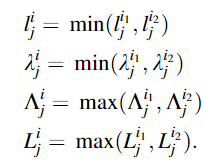 l_j^i = min(l_j^{i_1}, l_j^{i_2})
λ_j^i = min(λ_j^{i_1}, λ_j^{i_2})
Λ_j^i = max(Λ_j^{i_1}, Λ_j^{i_2})
L_j^i = max(L_j^{i_1}, L_j^{i_2}).